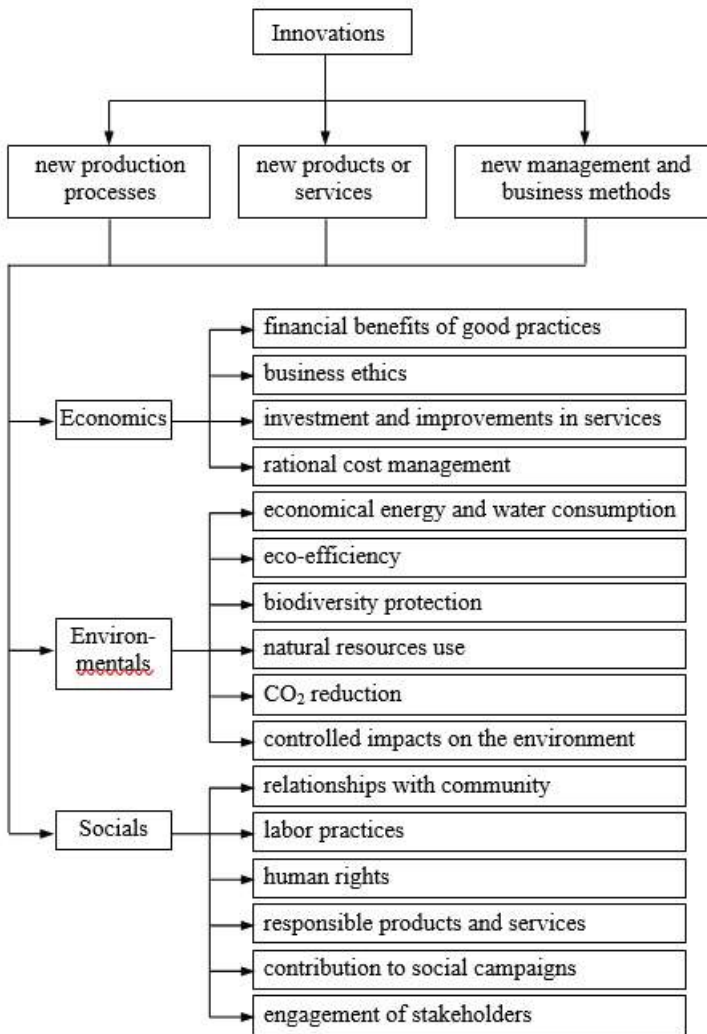 Innovations
new production
processes
new products or
services
new management and
business methods
financial benefits of good practices
business ethics
Economics
investment and improvements in services
rational cost management
economical energy and water consumption
eco-efficiency
biodiversity protection
Environ-
mentals
natural resources use
CO₂ reduction
controlled impacts on the environment
relationships with community
Socials
labor practices
human rights
responsible products and services
contribution to social campaigns
engagement of stakeholders